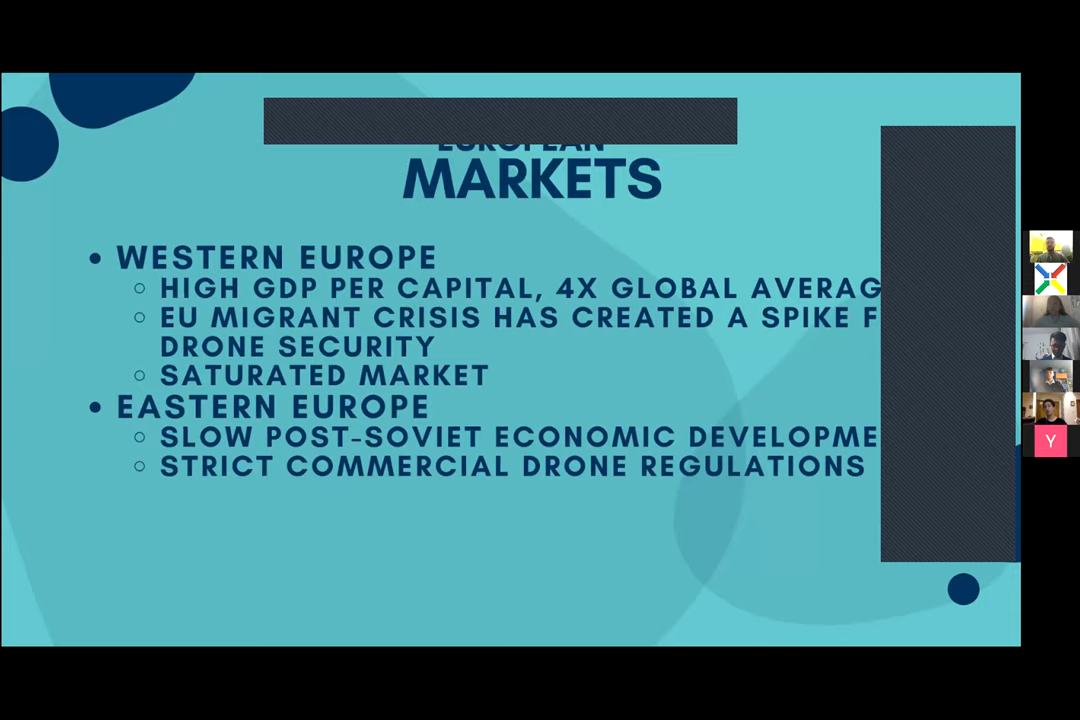 EUROPEAN
MARKETS
• WESTERN EUROPE
○ HIGH GDP PER CAPITAL, 4X GLOBAL AVERAG
○ EU MIGRANT CRISIS HAS CREATED A SPIKE F
DRONE SECURITY
○ SATURATED MARKET
• EASTERN EUROPE
○ SLOW POST-SOVIET ECONOMIC DEVELOPME
○ STRICT COMMERCIAL DRONE REGULATIONS
Y